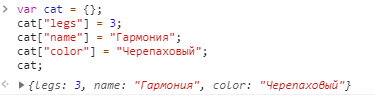 > var cat = {};
cat["legs"] = 3;
cat["name"] = "Гармония";
cat["color"] = "Черепаховый";
cat;
‹· ▸ {legs: 3, name: "Гармония", color: "Черепаховый"}